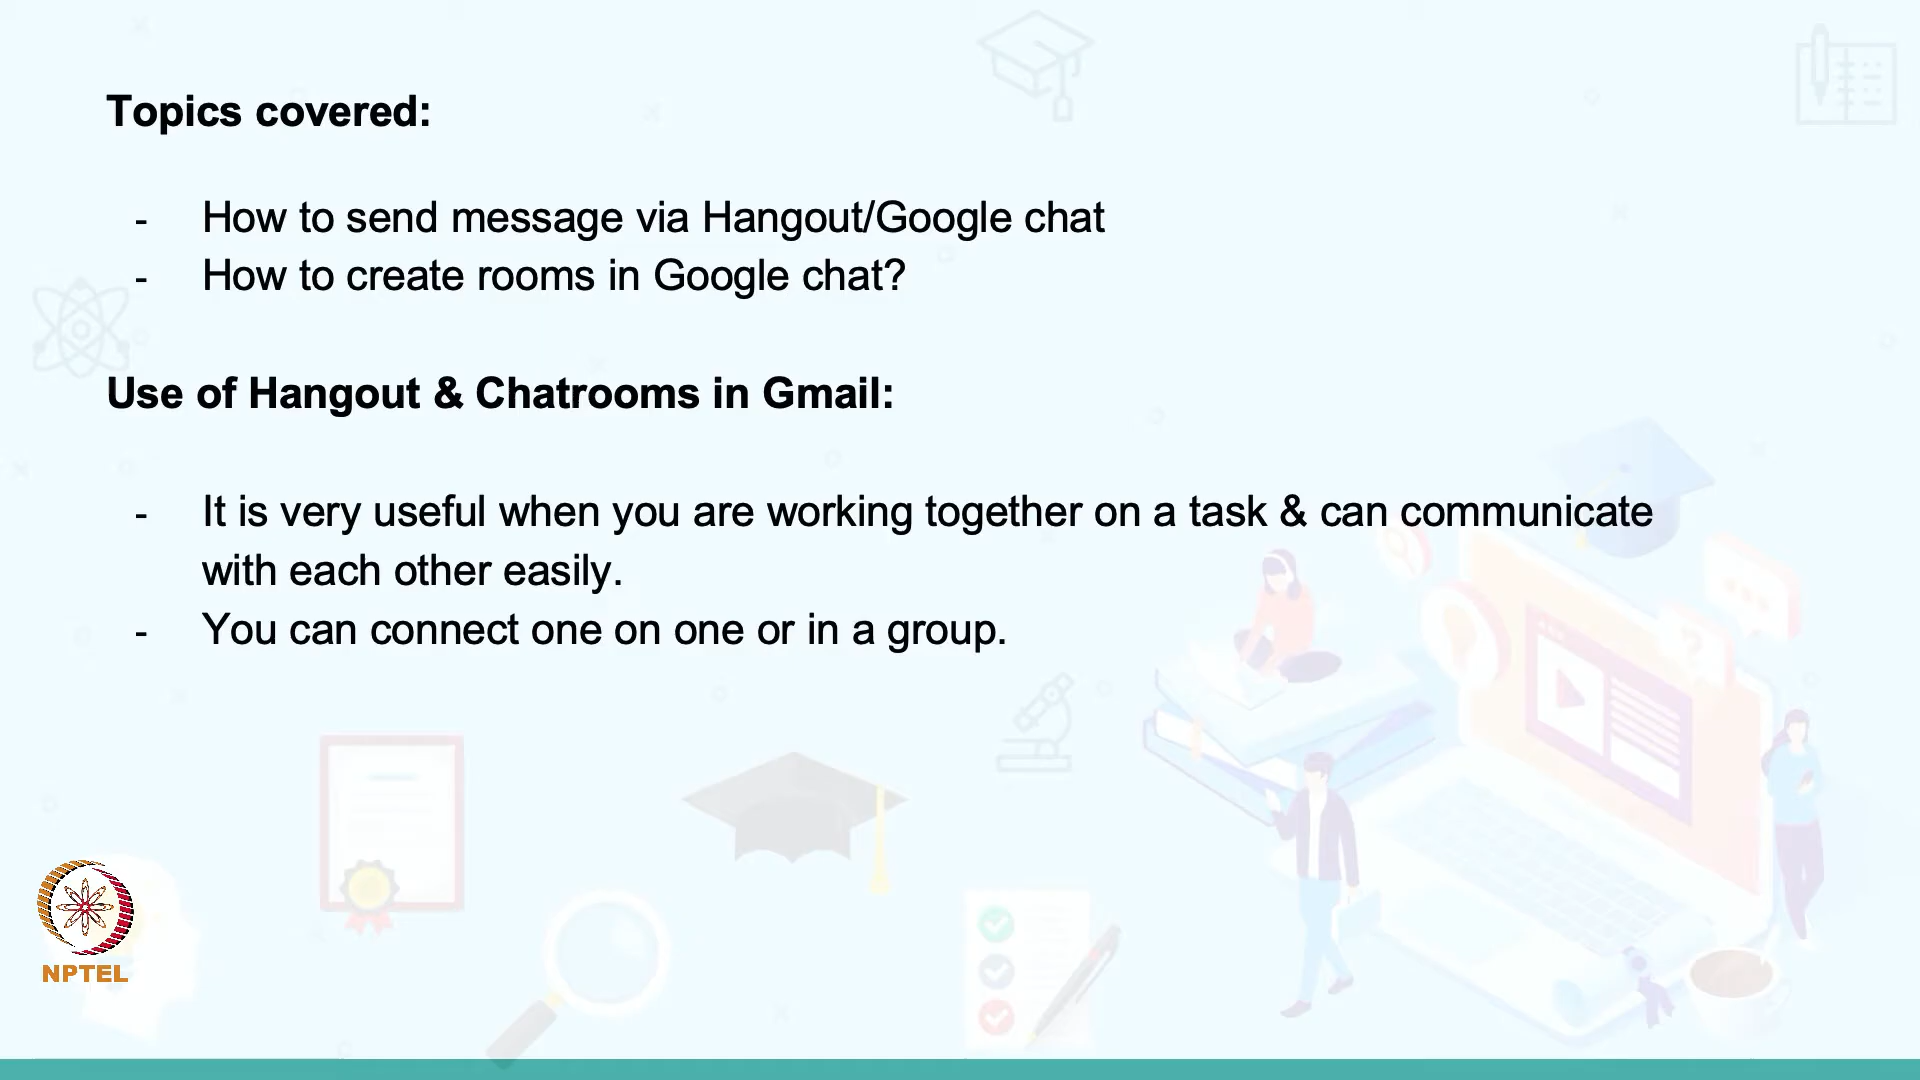 Topics covered:
- How to send message via Hangout/Google chat
- How to create rooms in Google chat?
Use of Hangout & Chatrooms in Gmail:
- It is very useful when you are working together on a task & can communicate
with each other easily.
- You can connect one on one or in a group.
NPTEL